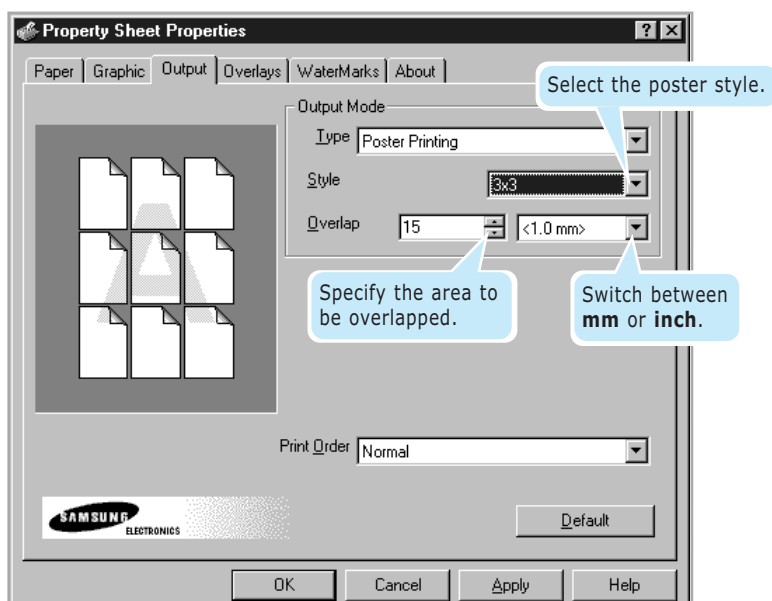 Property Sheet Properties
Paper Graphic Output Overlays WaterMarks About
Select the poster style.
Output Mode
Type Poster Printing
Style 3x3
Overlap 15 <1.0 mm>
Specify the area to
be overlapped.
Switch between
mm or inch.
Print Order Normal
SAMSUNG
ELECTRONICS
Default
OK Cancel Apply Help